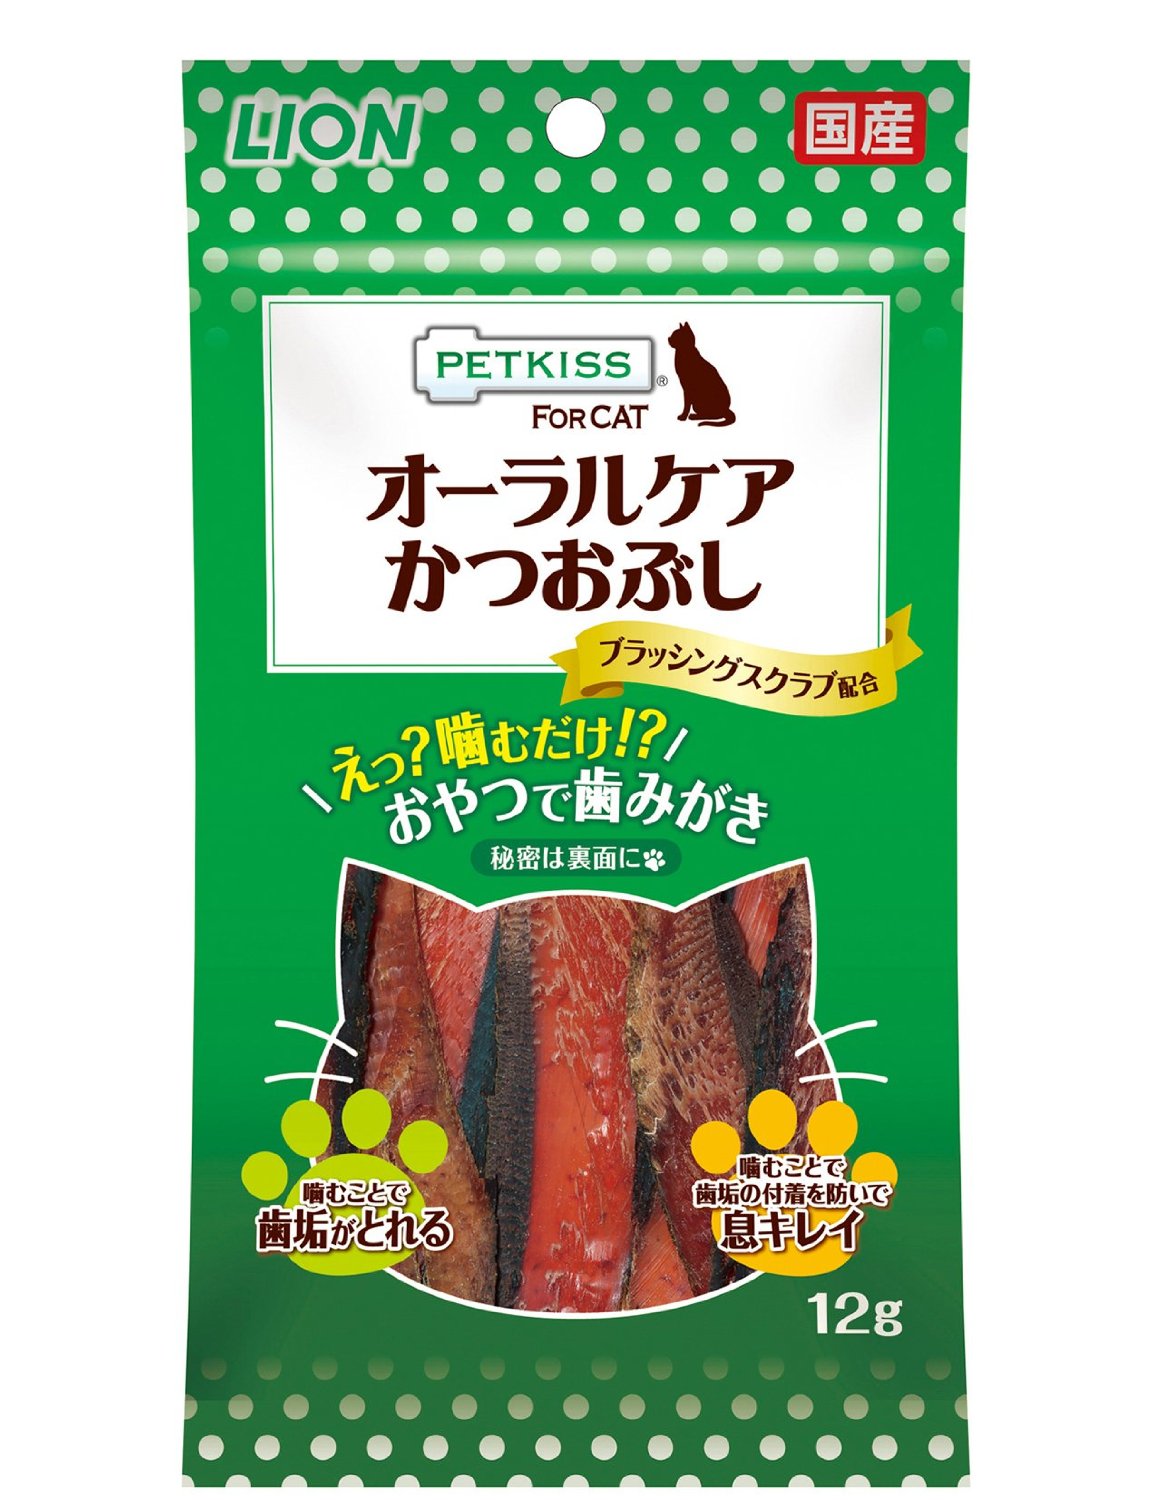 LION
国産
PETKISS®
FOR CAT
オーラルケア
かつおぶし
ブラッシングスクラブ配合
えっ?噛むだけ!?
おやつで歯みがき
秘密は裏面に
噛むことで
歯垢がとれる
噛むことで
歯垢の付着を防いで
息キレイ
12g